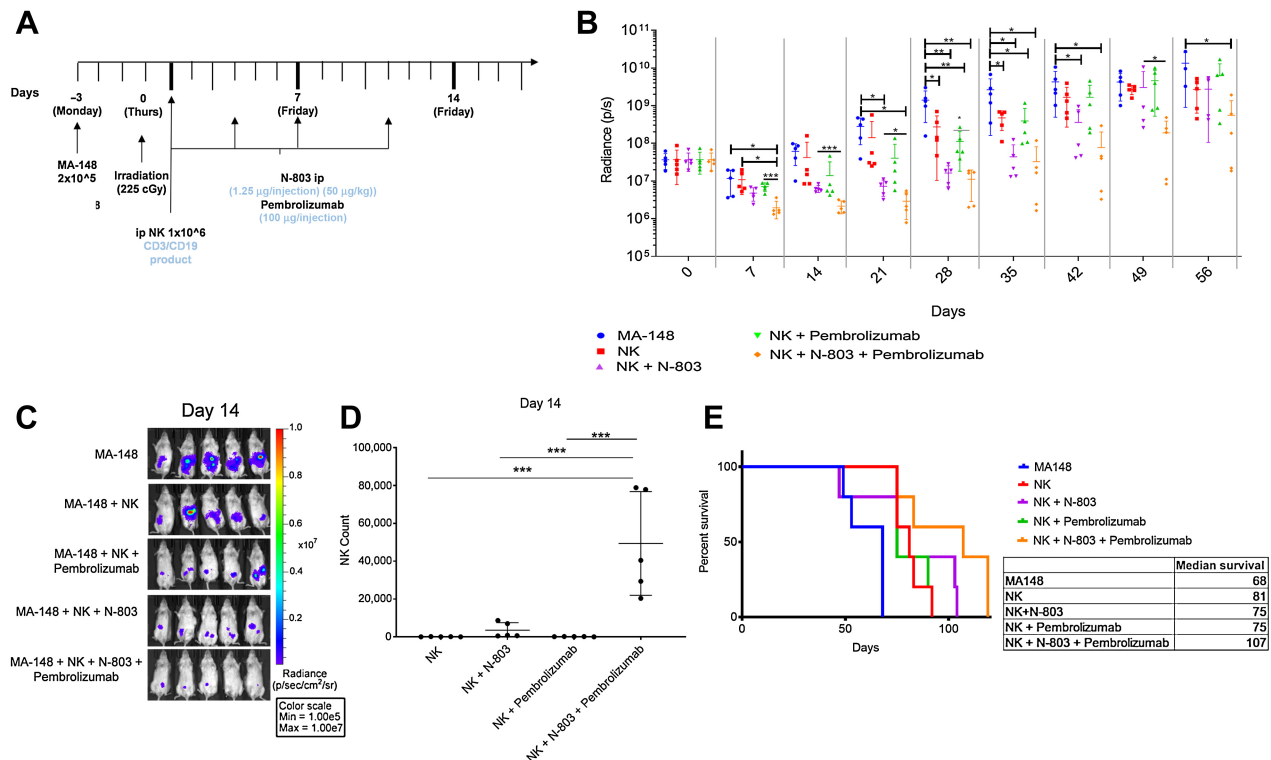 A
Days
–3
(Monday)
0
(Thurs)
7
(Friday)
14
(Friday)
MA-148
2x10^5
Irradiation
(225 cGy)
N-803 ip
(1.25 µg/injection) (50 µg/kg))
Pembrolizumab
(100 µg/injection)
ip NK 1x10^6
CD3/CD19
product
B
Radiance (p/s)
10^11
10^10
10^9
10^8
10^7
10^6
10^5
* * *** *** * * * * ** ** ** * * * * * * * * * *
0 7 14 21 28 35 42 49 56
Days
MA-148
NK
NK + N-803
NK + Pembrolizumab
NK + N-803 + Pembrolizumab
C
Day 14
MA-148
MA-148 + NK
MA-148 + NK +
Pembrolizumab
MA-148 + NK + N-803
MA-148 + NK + N-803 +
Pembrolizumab
1.0
0.8
0.6
x10^7
0.4
0.2
Radiance
(p/sec/cm²/sr)
Color scale
Min = 1.00e5
Max = 1.00e7
D
Day 14
NK Count
100,000
80,000
60,000
40,000
20,000
0
***
***
***
NK
NK + N-803
NK + Pembrolizumab
NK + N-803 + Pembrolizumab
E
Percent survival
100
50
0
0 50 100
Days
MA148
NK
NK + N-803
NK + Pembrolizumab
NK + N-803 + Pembrolizumab
Median survival
MA148 68
NK 81
NK+N-803 75
NK + Pembrolizumab 75
NK + N-803 + Pembrolizumab 107